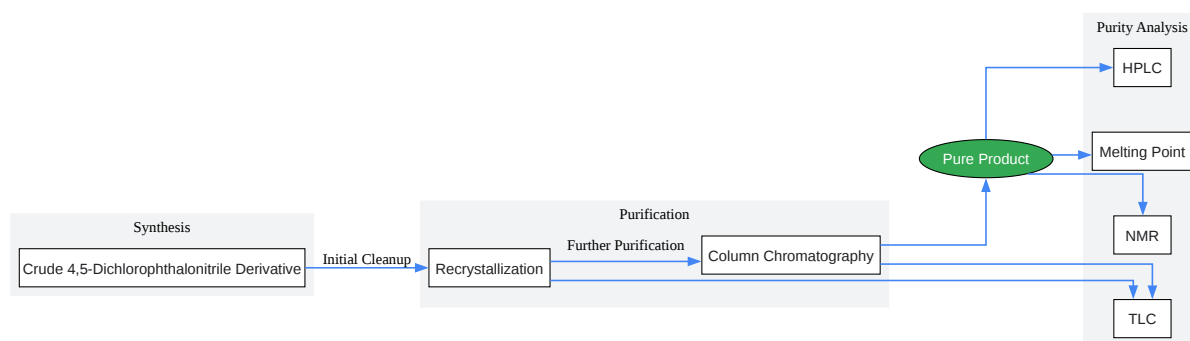 Synthesis
Crude 4,5-Dichlorophthalonitrile Derivative
Initial Cleanup
Purification
Recrystallization
Further Purification
Column Chromatography
Pure Product
Purity Analysis
HPLC
Melting Point
NMR
TLC